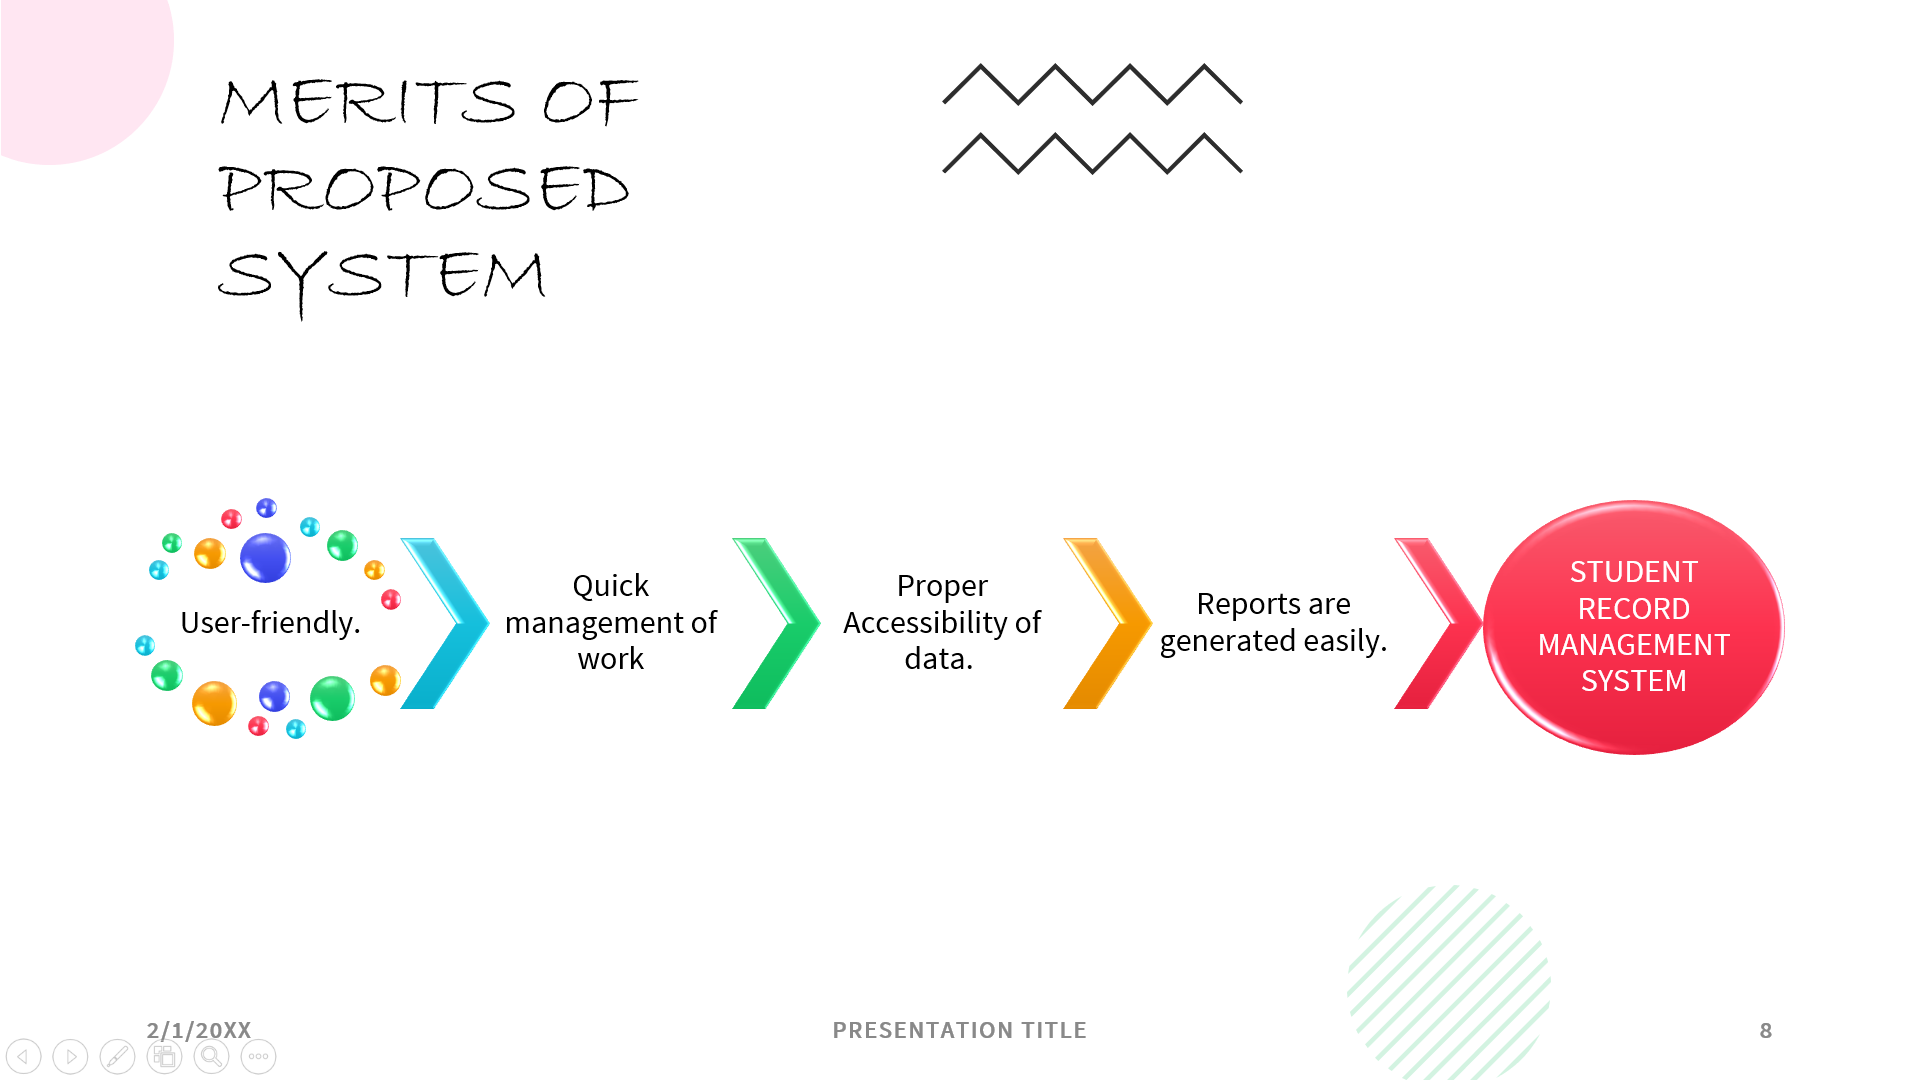 MERITS OF
PROPOSED
SYSTEM
User-friendly.
Quick
management of
work
Proper
Accessibility of
data.
Reports are
generated easily.
STUDENT
RECORD
MANAGEMENT
SYSTEM
2/1/20XX
PRESENTATION TITLE
8